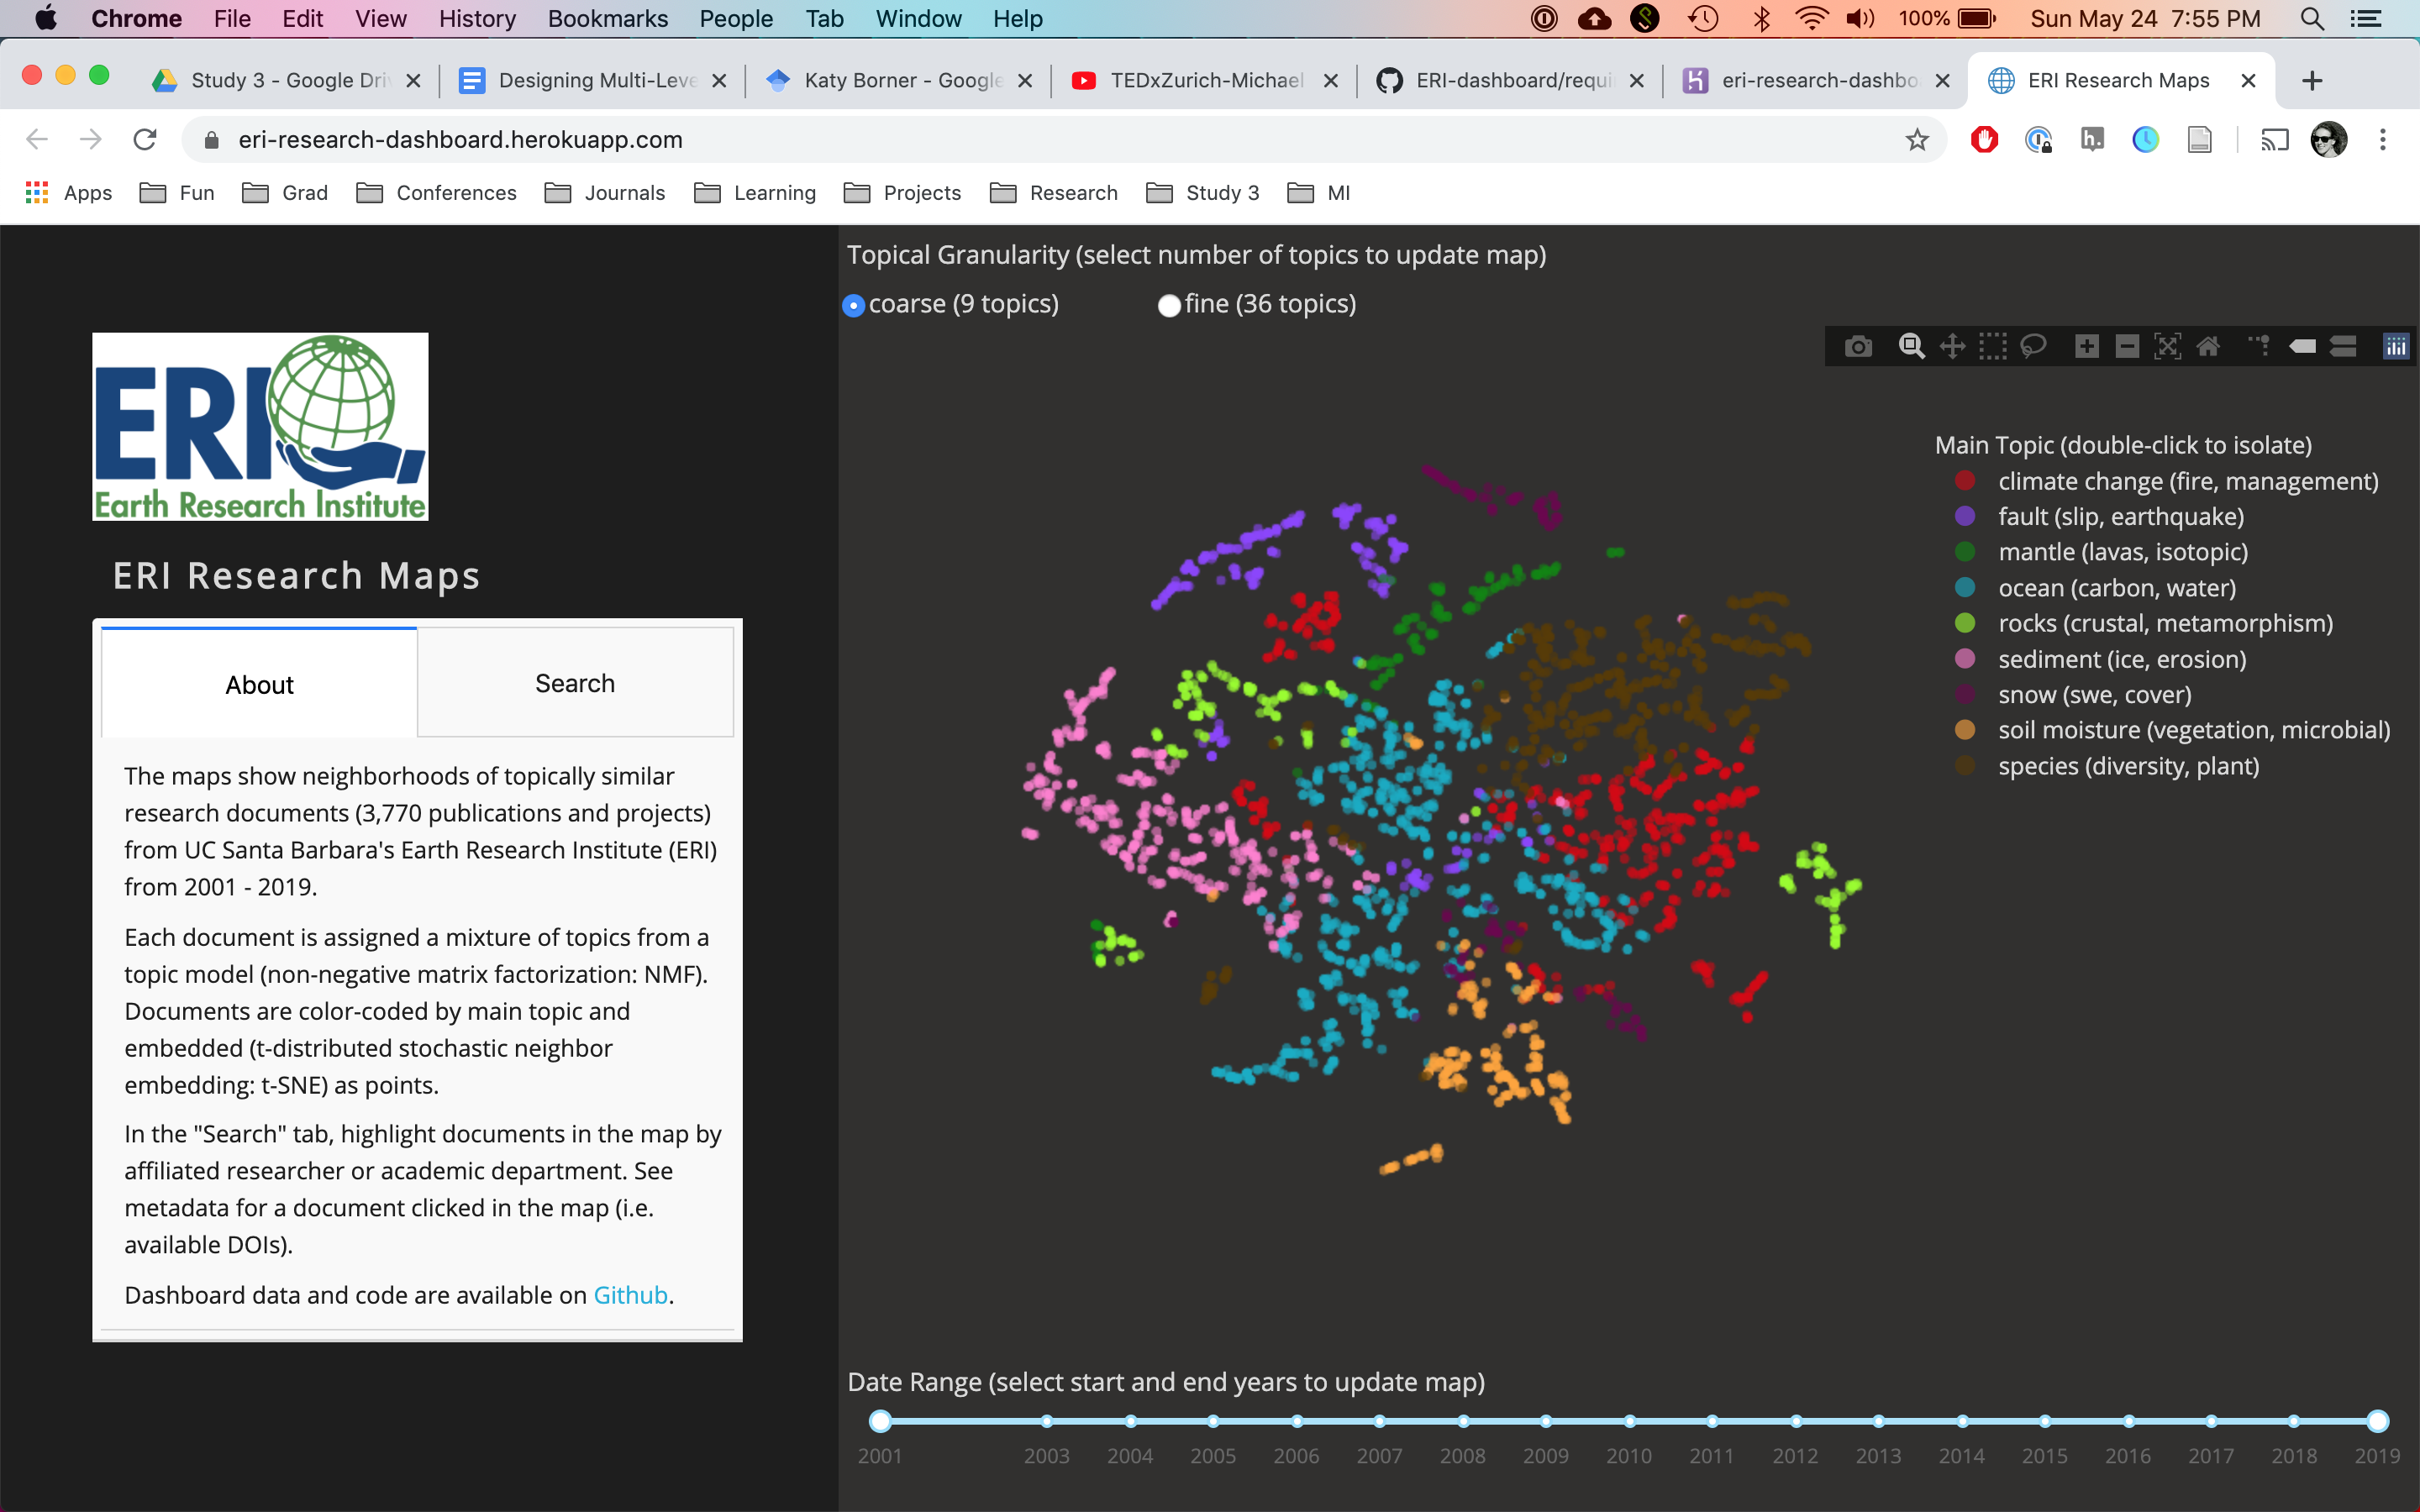 Chrome File Edit View History Bookmarks People Tab Window Help 100% Sun May 24 7:55 PM
Study 3 - Google Dri Designing Multi-Leve Katy Borner - Google TEDxZurich-Michael ERI-dashboard/requi eri-research-dashbo ERI Research Maps
eri-research-dashboard.herokuapp.com
Apps Fun Grad Conferences Journals Learning Projects Research Study 3 MI
ERI
Earth Research Institute
ERI Research Maps
About Search
The maps show neighborhoods of topically similar
research documents (3,770 publications and projects)
from UC Santa Barbara's Earth Research Institute (ERI)
from 2001 - 2019.
Each document is assigned a mixture of topics from a
topic model (non-negative matrix factorization: NMF).
Documents are color-coded by main topic and
embedded (t-distributed stochastic neighbor
embedding: t-SNE) as points.
In the "Search" tab, highlight documents in the map by
affiliated researcher or academic department. See
metadata for a document clicked in the map (i.e.
available DOIs).
Dashboard data and code are available on Github.
Topical Granularity (select number of topics to update map)
coarse (9 topics) fine (36 topics)
Main Topic (double-click to isolate)
climate change (fire, management)
fault (slip, earthquake)
mantle (lavas, isotopic)
ocean (carbon, water)
rocks (crustal, metamorphism)
sediment (ice, erosion)
snow (swe, cover)
soil moisture (vegetation, microbial)
species (diversity, plant)
Date Range (select start and end years to update map)
2001 2003 2004 2005 2006 2007 2008 2009 2010 2011 2012 2013 2014 2015 2016 2017 2018 2019